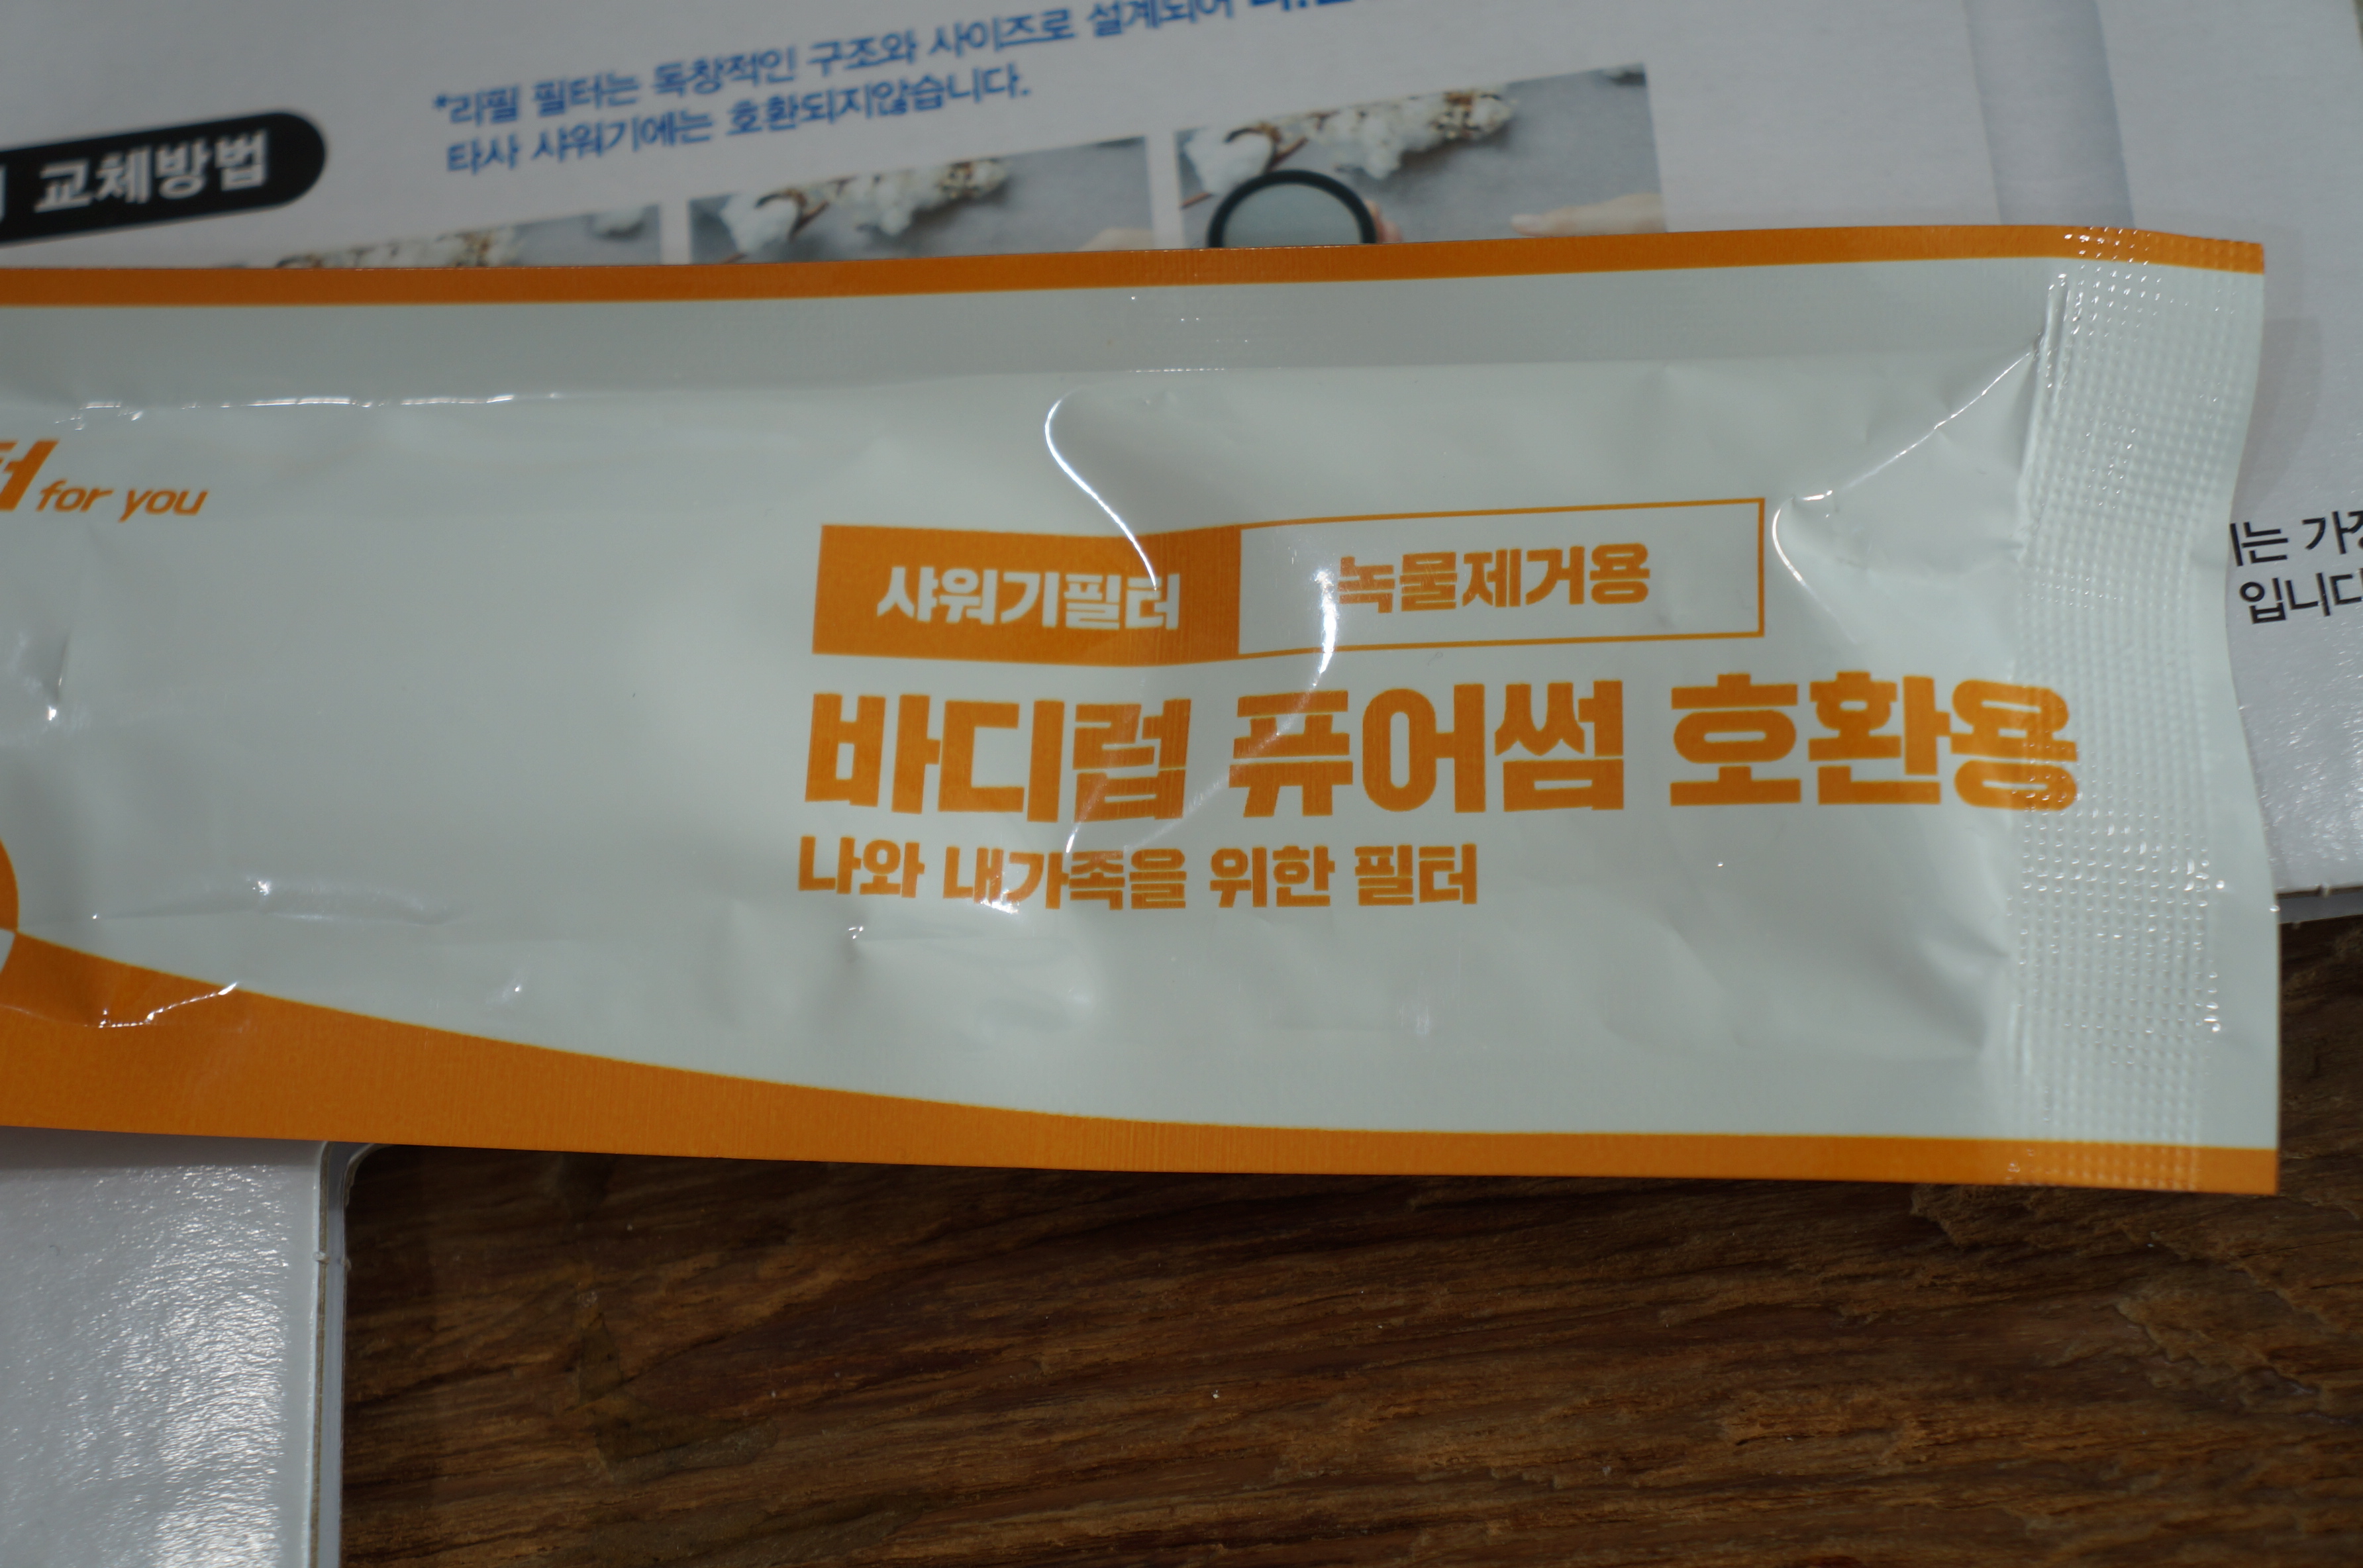 *리필 필터는 독창적인 구조와 사이즈로 설계되어
타사 샤워기에는 호환되지않습니다.
교체방법
for you
샤워기필터 녹물제거용
바디럽 퓨어썸 호환용
나와 내가족을 위한 필터
입니다